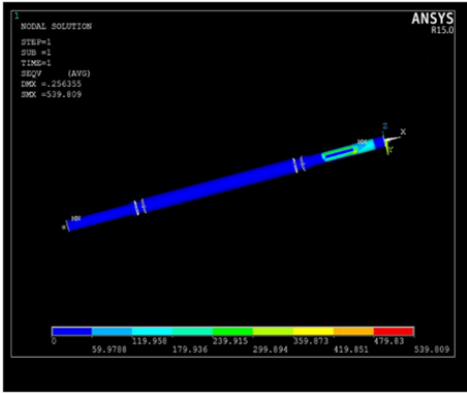 1
NODAL SOLUTION
ANSYS
R15.0
STEP=1
SUB =1
TIME=1
SEQV (AVG)
DMX =.256355
SMX =539.809
Z
X
MX
MN
0 119.958 239.915 359.873 479.83
59.9788 179.936 299.894 419.851 539.809